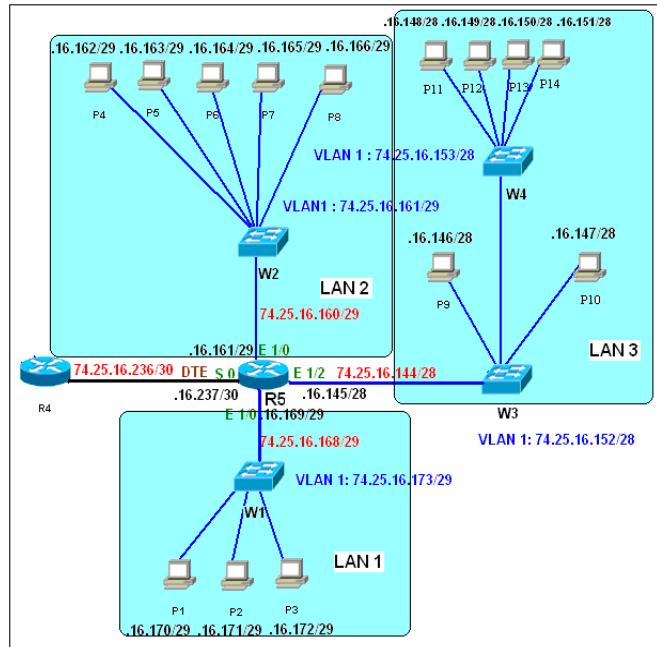 .16.162/29 .16.163/29 .16.164/29 .16.165/29 .16.166/29
P4
P5
P6
P7
P8
VLAN1 : 74.25.16.161/29
W2
LAN 2
74.25.16.160/29
.16.148/28 .16.149/28 .16.150/28 .16.151/28
P11
P12
P13
P14
VLAN 1 : 74.25.16.153/28
W4
.16.146/28
.16.147/28
P9
P10
LAN 3
W3
VLAN 1: 74.25.16.152/28
.16.161/29 E 1/0
74.25.16.236/30 DTE S 0
E 1/2 74.25.16.144/28
R4
.16.237/30
R5
.16.145/28
E 1/0 .16.169/29
74.25.16.168/29
VLAN 1: 74.25.16.173/29
W1
LAN 1
P1
P2
P3
.16.170/29 .16.171/29 .16.172/29